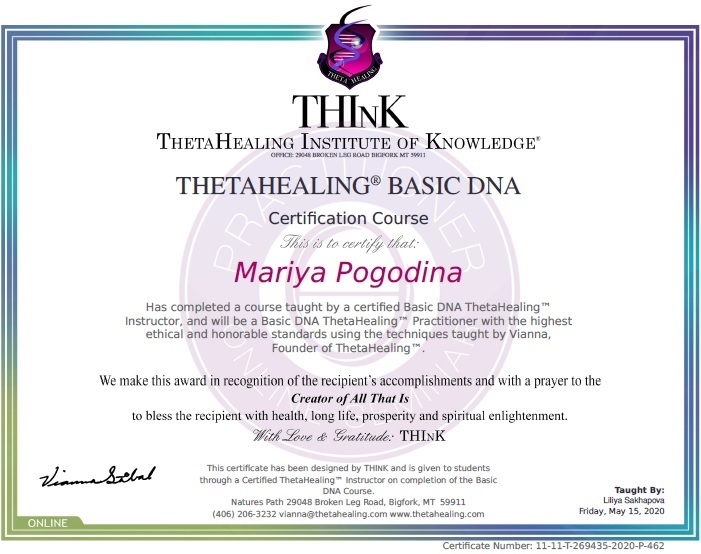 THETA HEALING
THInK
THETAHEALING INSTITUTE OF KNOWLEDGE®
OFFICE: 29048 BROKEN LEG ROAD BIGFORK MT 59911
THETAHEALING® BASIC DNA
Certification Course
This is to certify that:
Mariya Pogodina
Has completed a course taught by a certified Basic DNA ThetaHealing™
Instructor, and will be a Basic DNA ThetaHealing™ Practitioner with the highest
ethical and honorable standards using the techniques taught by Vianna,
Founder of ThetaHealing™.
We make this award in recognition of the recipient's accomplishments and with a prayer to the
Creator of All That Is
to bless the recipient with health, long life, prosperity and spiritual enlightenment.
With Love & Gratitude: THInK
Vianna Stibal
This certificate has been designed by THINK and is given to students
through a Certified ThetaHealing™ Instructor on completion of the Basic
DNA Course.
Natures Path 29048 Broken Leg Road, Bigfork, MT 59911
(406) 206-3232 vianna@thetahealing.com www.thetahealing.com
Taught By:
Liliya Sakhapova
Friday, May 15, 2020
ONLINE
Certificate Number: 11-11-T-269435-2020-P-462
PRACTITIONER